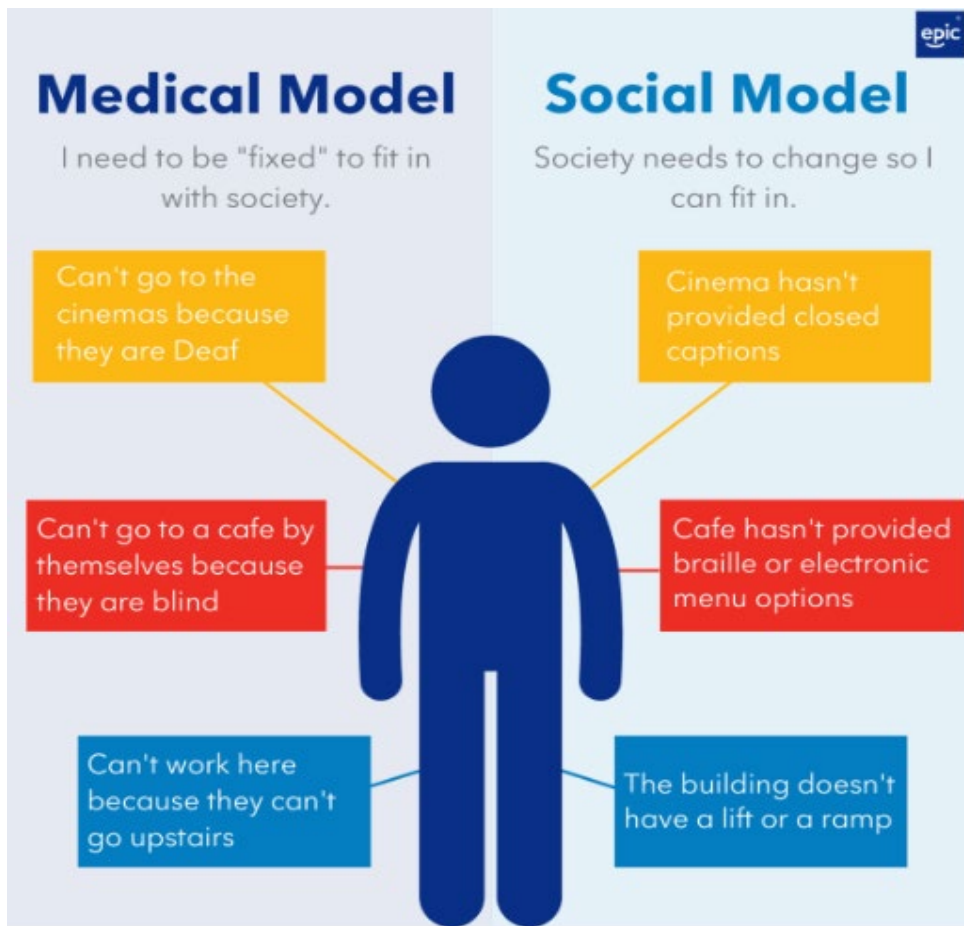 epic
Medical Model
I need to be "fixed" to fit in
with society.
Can't go to the
cinemas because
they are Deaf
Can't go to a cafe by
themselves because
they are blind
Can't work here
because they can't
go upstairs
Social Model
Society needs to change so I
can fit in.
Cinema hasn't
provided closed
captions
Cafe hasn't provided
braille or electronic
menu options
The building doesn't
have a lift or a ramp